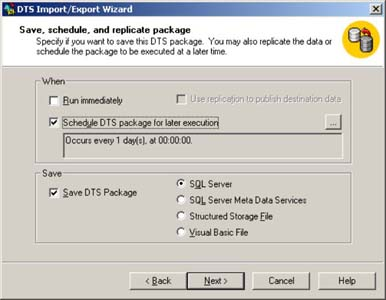 DTS Import/Export Wizard
Save, schedule, and replicate package
Specify if you want to save this DTS package. You may also replicate the data or
schedule the package to be executed at a later time.
When
Run immediately
Use replication to publish destination data
Schedule DTS package for later execution
...
Occurs every 1 day(s), at 00:00:00.
Save
Save DTS Package
SQL Server
SQL Server Meta Data Services
Structured Storage File
Visual Basic File
< Back
Next >
Cancel
Help